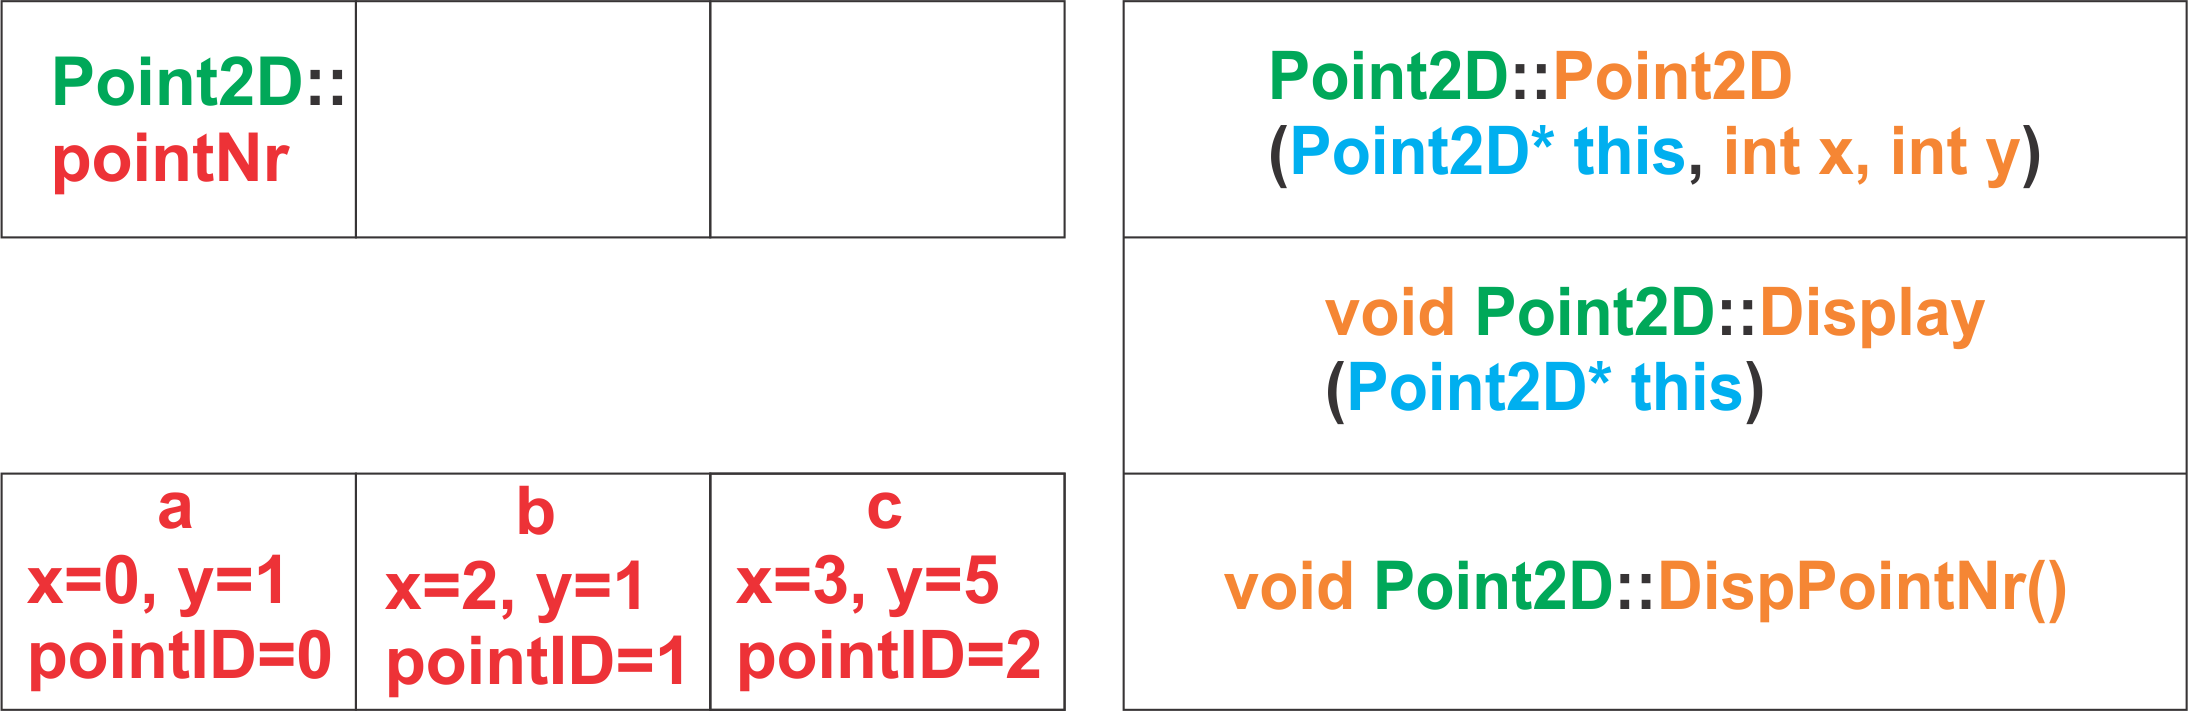 Point2D::
pointNr
Point2D::Point2D
(Point2D* this, int x, int y)
void Point2D::Display
(Point2D* this)
a
x=0, y=1
pointID=0
b
x=2, y=1
pointID=1
c
x=3, y=5
pointID=2
void Point2D::DispPointNr()